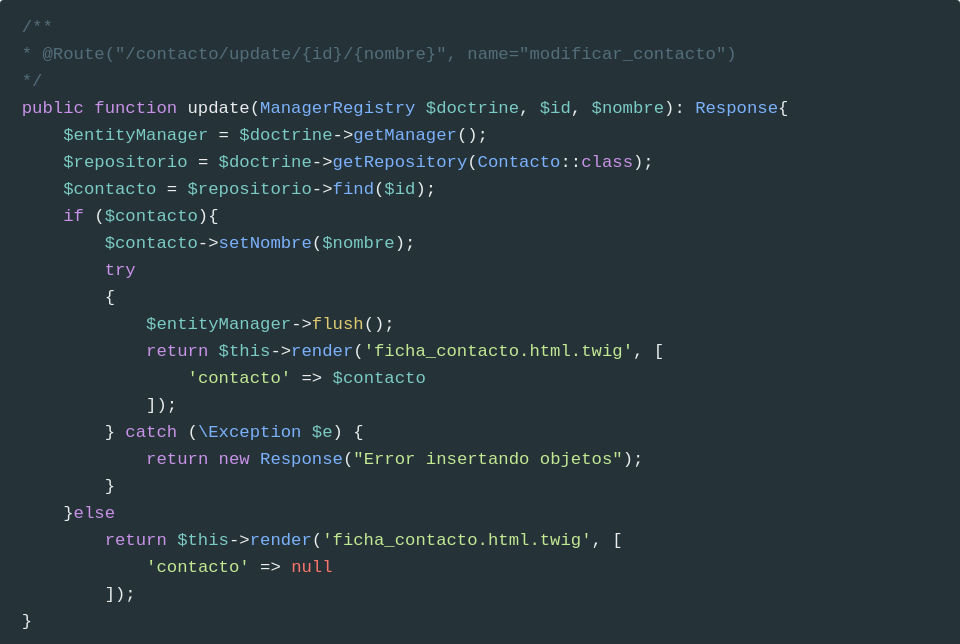 /**
* @Route("/contacto/update/{id}/{nombre}", name="modificar_contacto")
*/
public function update(ManagerRegistry $doctrine, $id, $nombre): Response{
    $entityManager = $doctrine->getManager();
    $repositorio = $doctrine->getRepository(Contacto::class);
    $contacto = $repositorio->find($id);
    if ($contacto){
        $contacto->setNombre($nombre);
        try
        {
            $entityManager->flush();
            return $this->render('ficha_contacto.html.twig', [
                'contacto' => $contacto
            ]);
        } catch (\Exception $e) {
            return new Response("Error insertando objetos");
        }
    }else
        return $this->render('ficha_contacto.html.twig', [
            'contacto' => null
        ]);
}